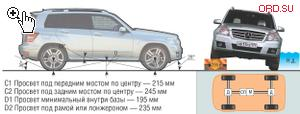 ORD.SU
С1 Просвет под передним мостом по центру — 215 мм
С2 Просвет под задним мостом по центру — 245 мм
D1 Просвет минимальный внутри базы — 195 мм
D2 Просвет под рамой или лонжероном — 235 мм